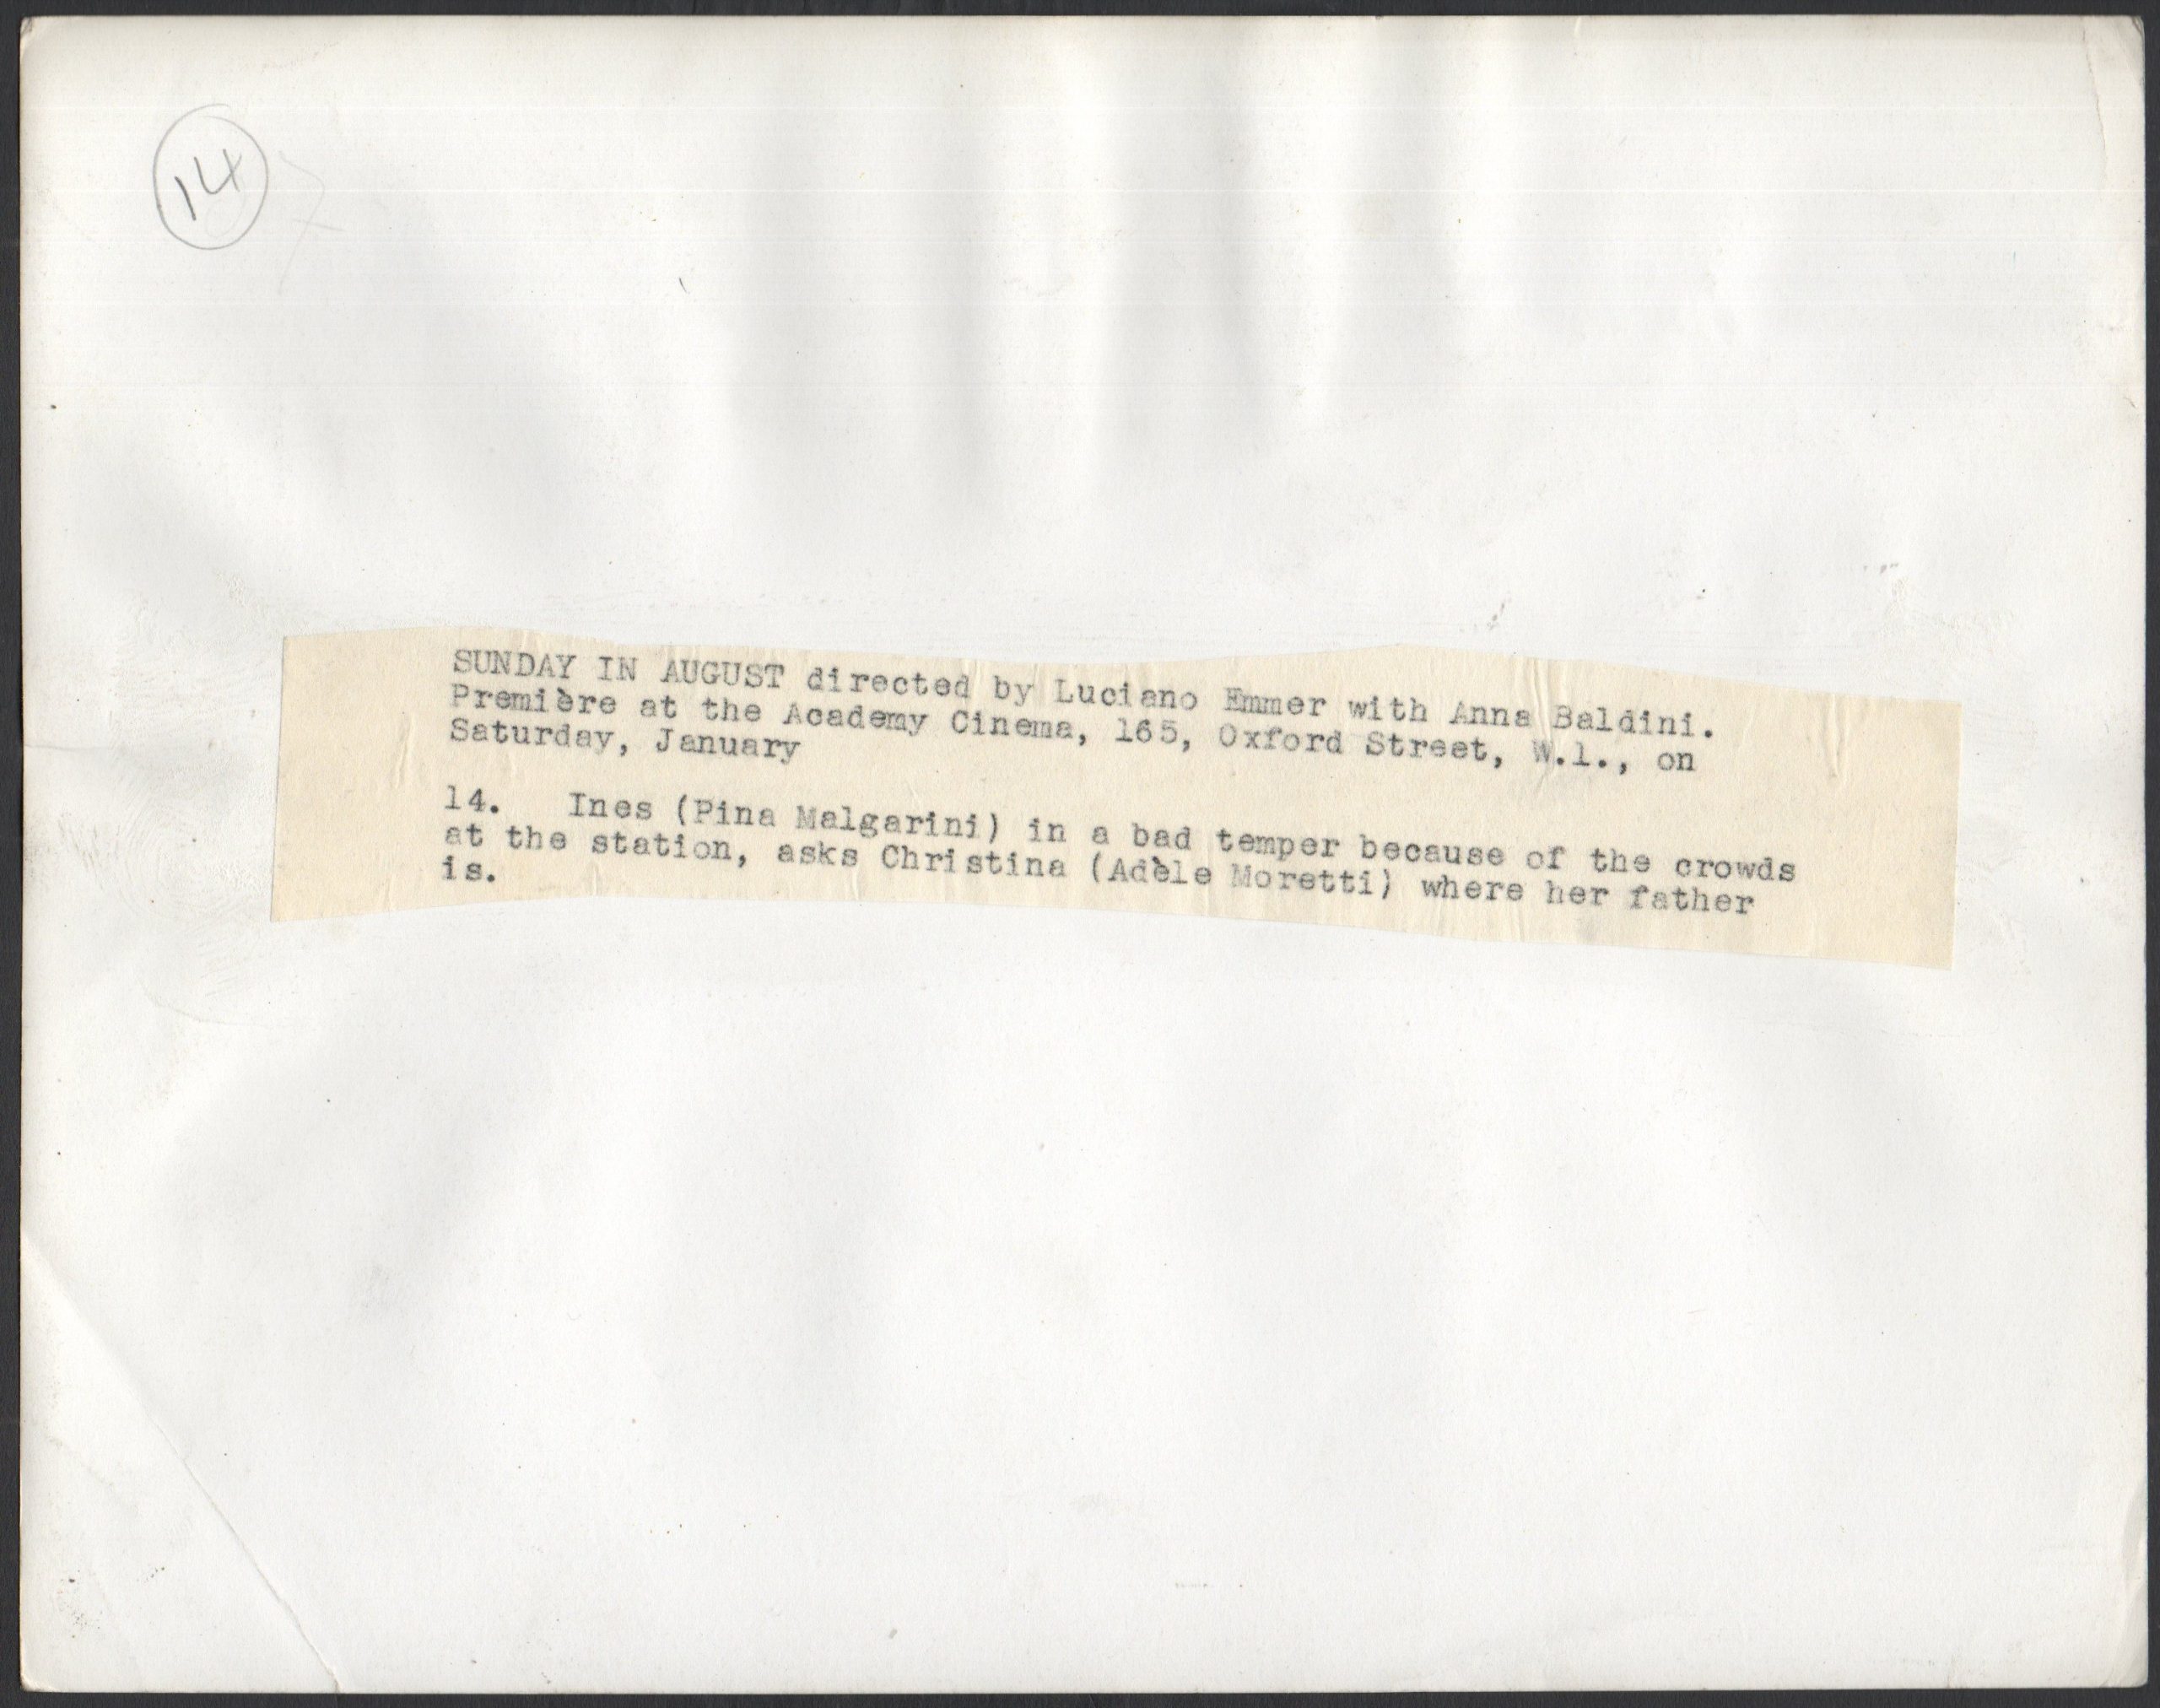 14
7
SUNDAY IN AUGUST directed by Luciano Emmer with Anna Baldini.
Première at the Academy Cinema, 165, Oxford Street, W.1., on
Saturday, January
14. Ines (Pina Malgarini) in a bad temper because of the crowds
at the station, asks Christina (Adèle Moretti) where her father
is.